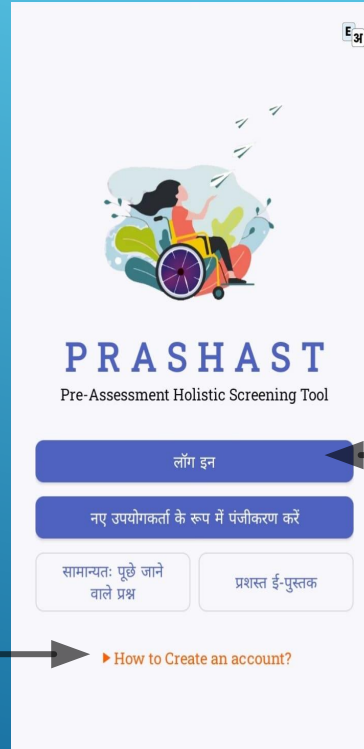 E अ
PRASHAST
Pre-Assessment Holistic Screening Tool
लॉग इन
नए उपयोगकर्ता के रूप में पंजीकरण करें
सामान्यतः पूछे जाने
वाले प्रश्न
प्रशस्त ई-पुस्तक
How to Create an account?